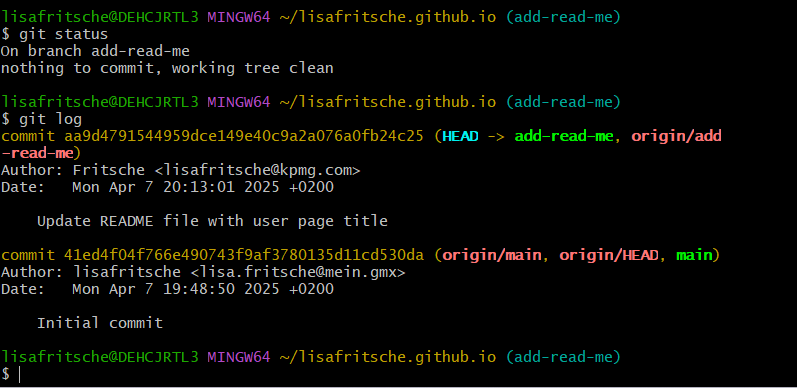 lisafritsche@DEHCJRTL3 MINGW64 ~/lisafritsche.github.io (add-read-me)
$ git status
On branch add-read-me
nothing to commit, working tree clean
lisafritsche@DEHCJRTL3 MINGW64 ~/lisafritsche.github.io (add-read-me)
$ git log
commit aa9d4791544959dce149e40c9a2a076a0fb24c25 (HEAD -> add-read-me, origin/add
-read-me)
Author: Fritsche <lisafritsche@kpmg.com>
Date:   Mon Apr 7 20:13:01 2025 +0200
    Update README file with user page title
commit 41ed4f04f766e490743f9af3780135d11cd530da (origin/main, origin/HEAD, main)
Author: lisafritsche <lisa.fritsche@mein.gmx>
Date:   Mon Apr 7 19:48:50 2025 +0200
    Initial commit
lisafritsche@DEHCJRTL3 MINGW64 ~/lisafritsche.github.io (add-read-me)
$